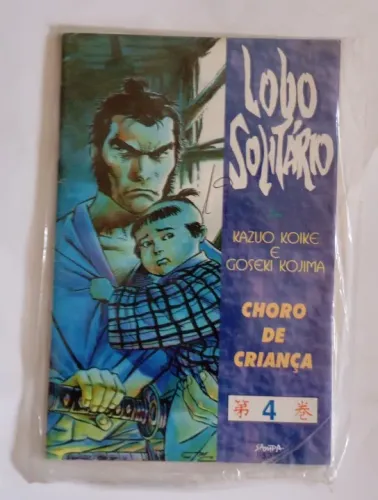 LOBO
SOLITÁRIO
KAZUO KOIKE
E
GOSEKI KOJIMA
CHORO
DE
CRIANÇA
第 4 巻